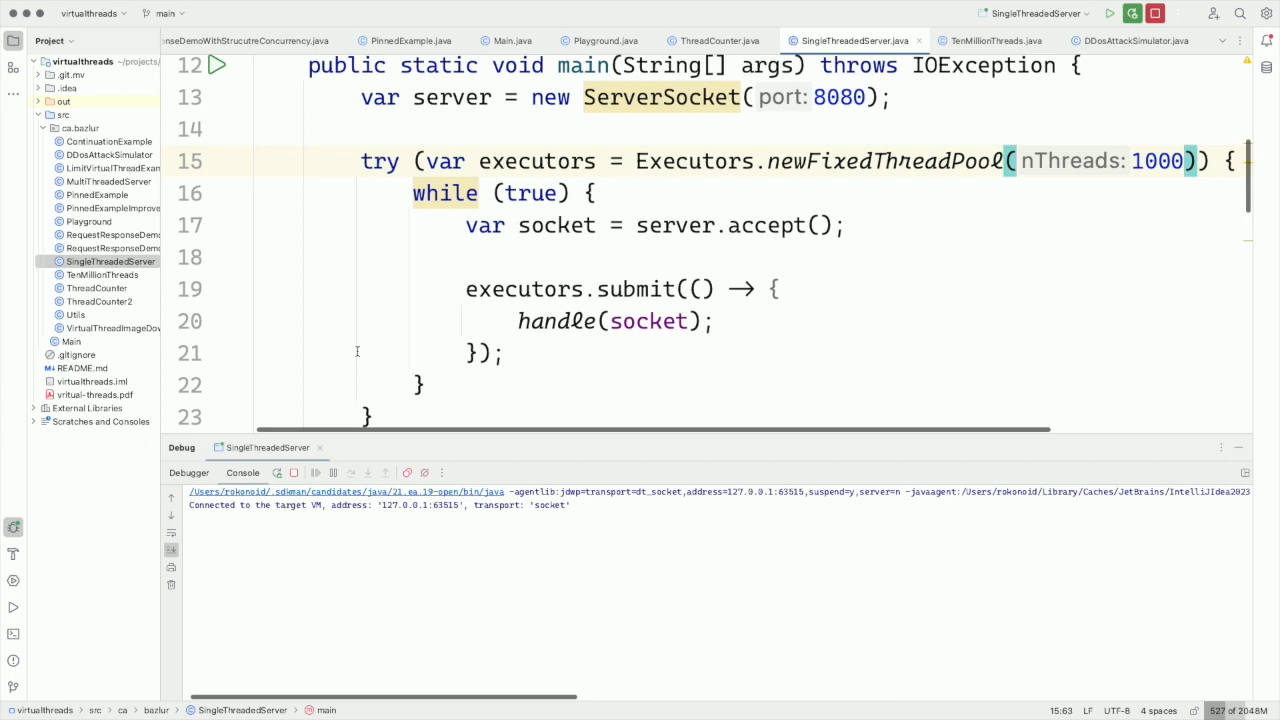 virtualthreads
main
SingleThreadedServer
Project
onseDemoWithStrucutreConcurrency.java
PinnedExample.java
Main.java
Playground.java
ThreadCounter.java
SingleThreadedServer.java
TenMillionThreads.java
DDosAttackSimulator.java
virtualthreads ~/projects/
.git.mv
.idea
out
src
ca.bazlur
ContinuationExample
DDosAttackSimulator
LimitVirtualThreadExan
MultiThreadedServer
PinnedExample
PinnedExampleImprove
Playground
RequestResponseDemo
RequestResponseDemo
SingleThreadedServer
TenMillionThreads
ThreadCounter
ThreadCounter2
Utils
VirtualThreadImageDow
Main
.gitignore
README.md
virtualthreads.iml
vritual-threads.pdf
External Libraries
Scratches and Consoles
12 public static void main(String[] args) throws IOException {
13 var server = new ServerSocket( port: 8080);
14
15 try (var executors = Executors.newFixedThreadPool( nThreads: 1000)) {
16 while (true) {
17 var socket = server.accept();
18
19 executors.submit(() → {
20 handle(socket);
21 });
22 }
23 }
Debug
SingleThreadedServer
Debugger
Console
/Users/rokonoid/.sdkman/candidates/java/21.ea.19-open/bin/java -agentlib:jdwp=transport=dt_socket,address=127.0.0.1:63515,suspend=y,server=n -javaagent:/Users/rokonoid/Library/Caches/JetBrains/IntelliJIdea2023
Connected to the target VM, address: '127.0.0.1:63515', transport: 'socket'
virtualthreads > src > ca > bazlur > SingleThreadedServer > main
15:63 LF UTF-8 4 spaces 527 of 2048M